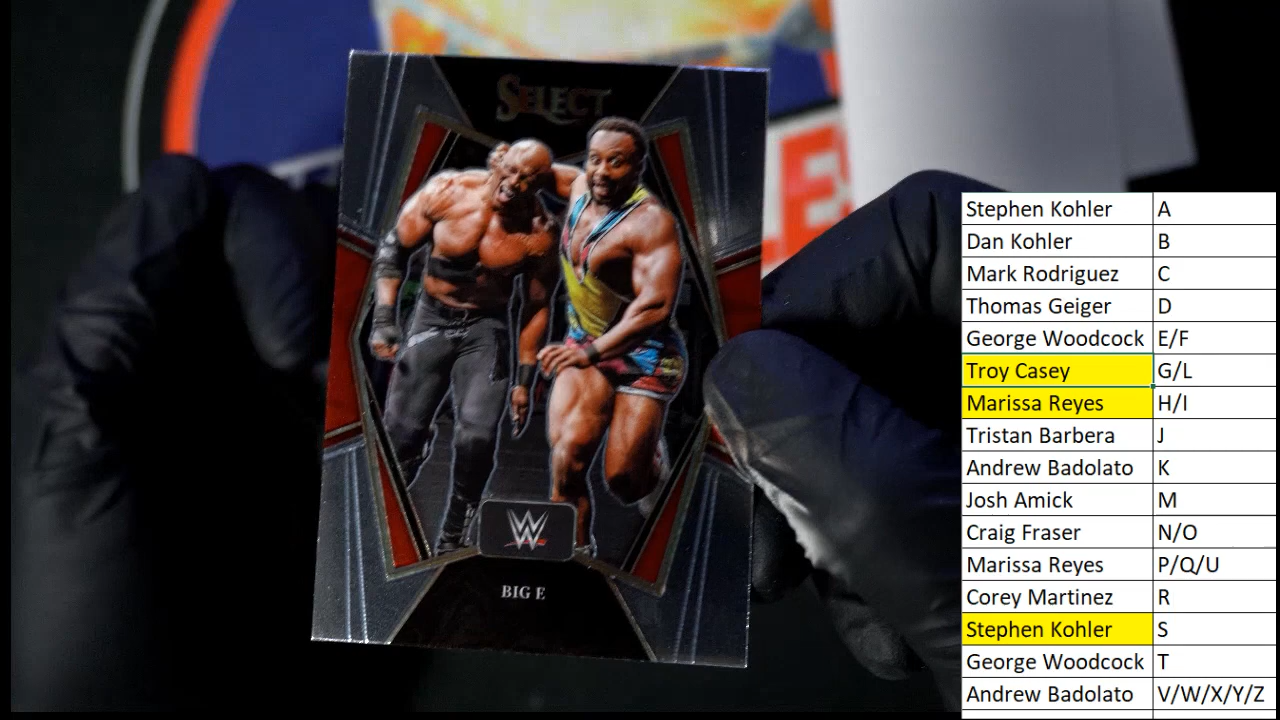 SELECT
W
BIG E
Stephen Kohler A
Dan Kohler B
Mark Rodriguez C
Thomas Geiger D
George Woodcock E/F
Troy Casey G/L
Marissa Reyes H/I
Tristan Barbera J
Andrew Badolato K
Josh Amick M
Craig Fraser N/O
Marissa Reyes P/Q/U
Corey Martinez R
Stephen Kohler S
George Woodcock T
Andrew Badolato V/W/X/Y/Z